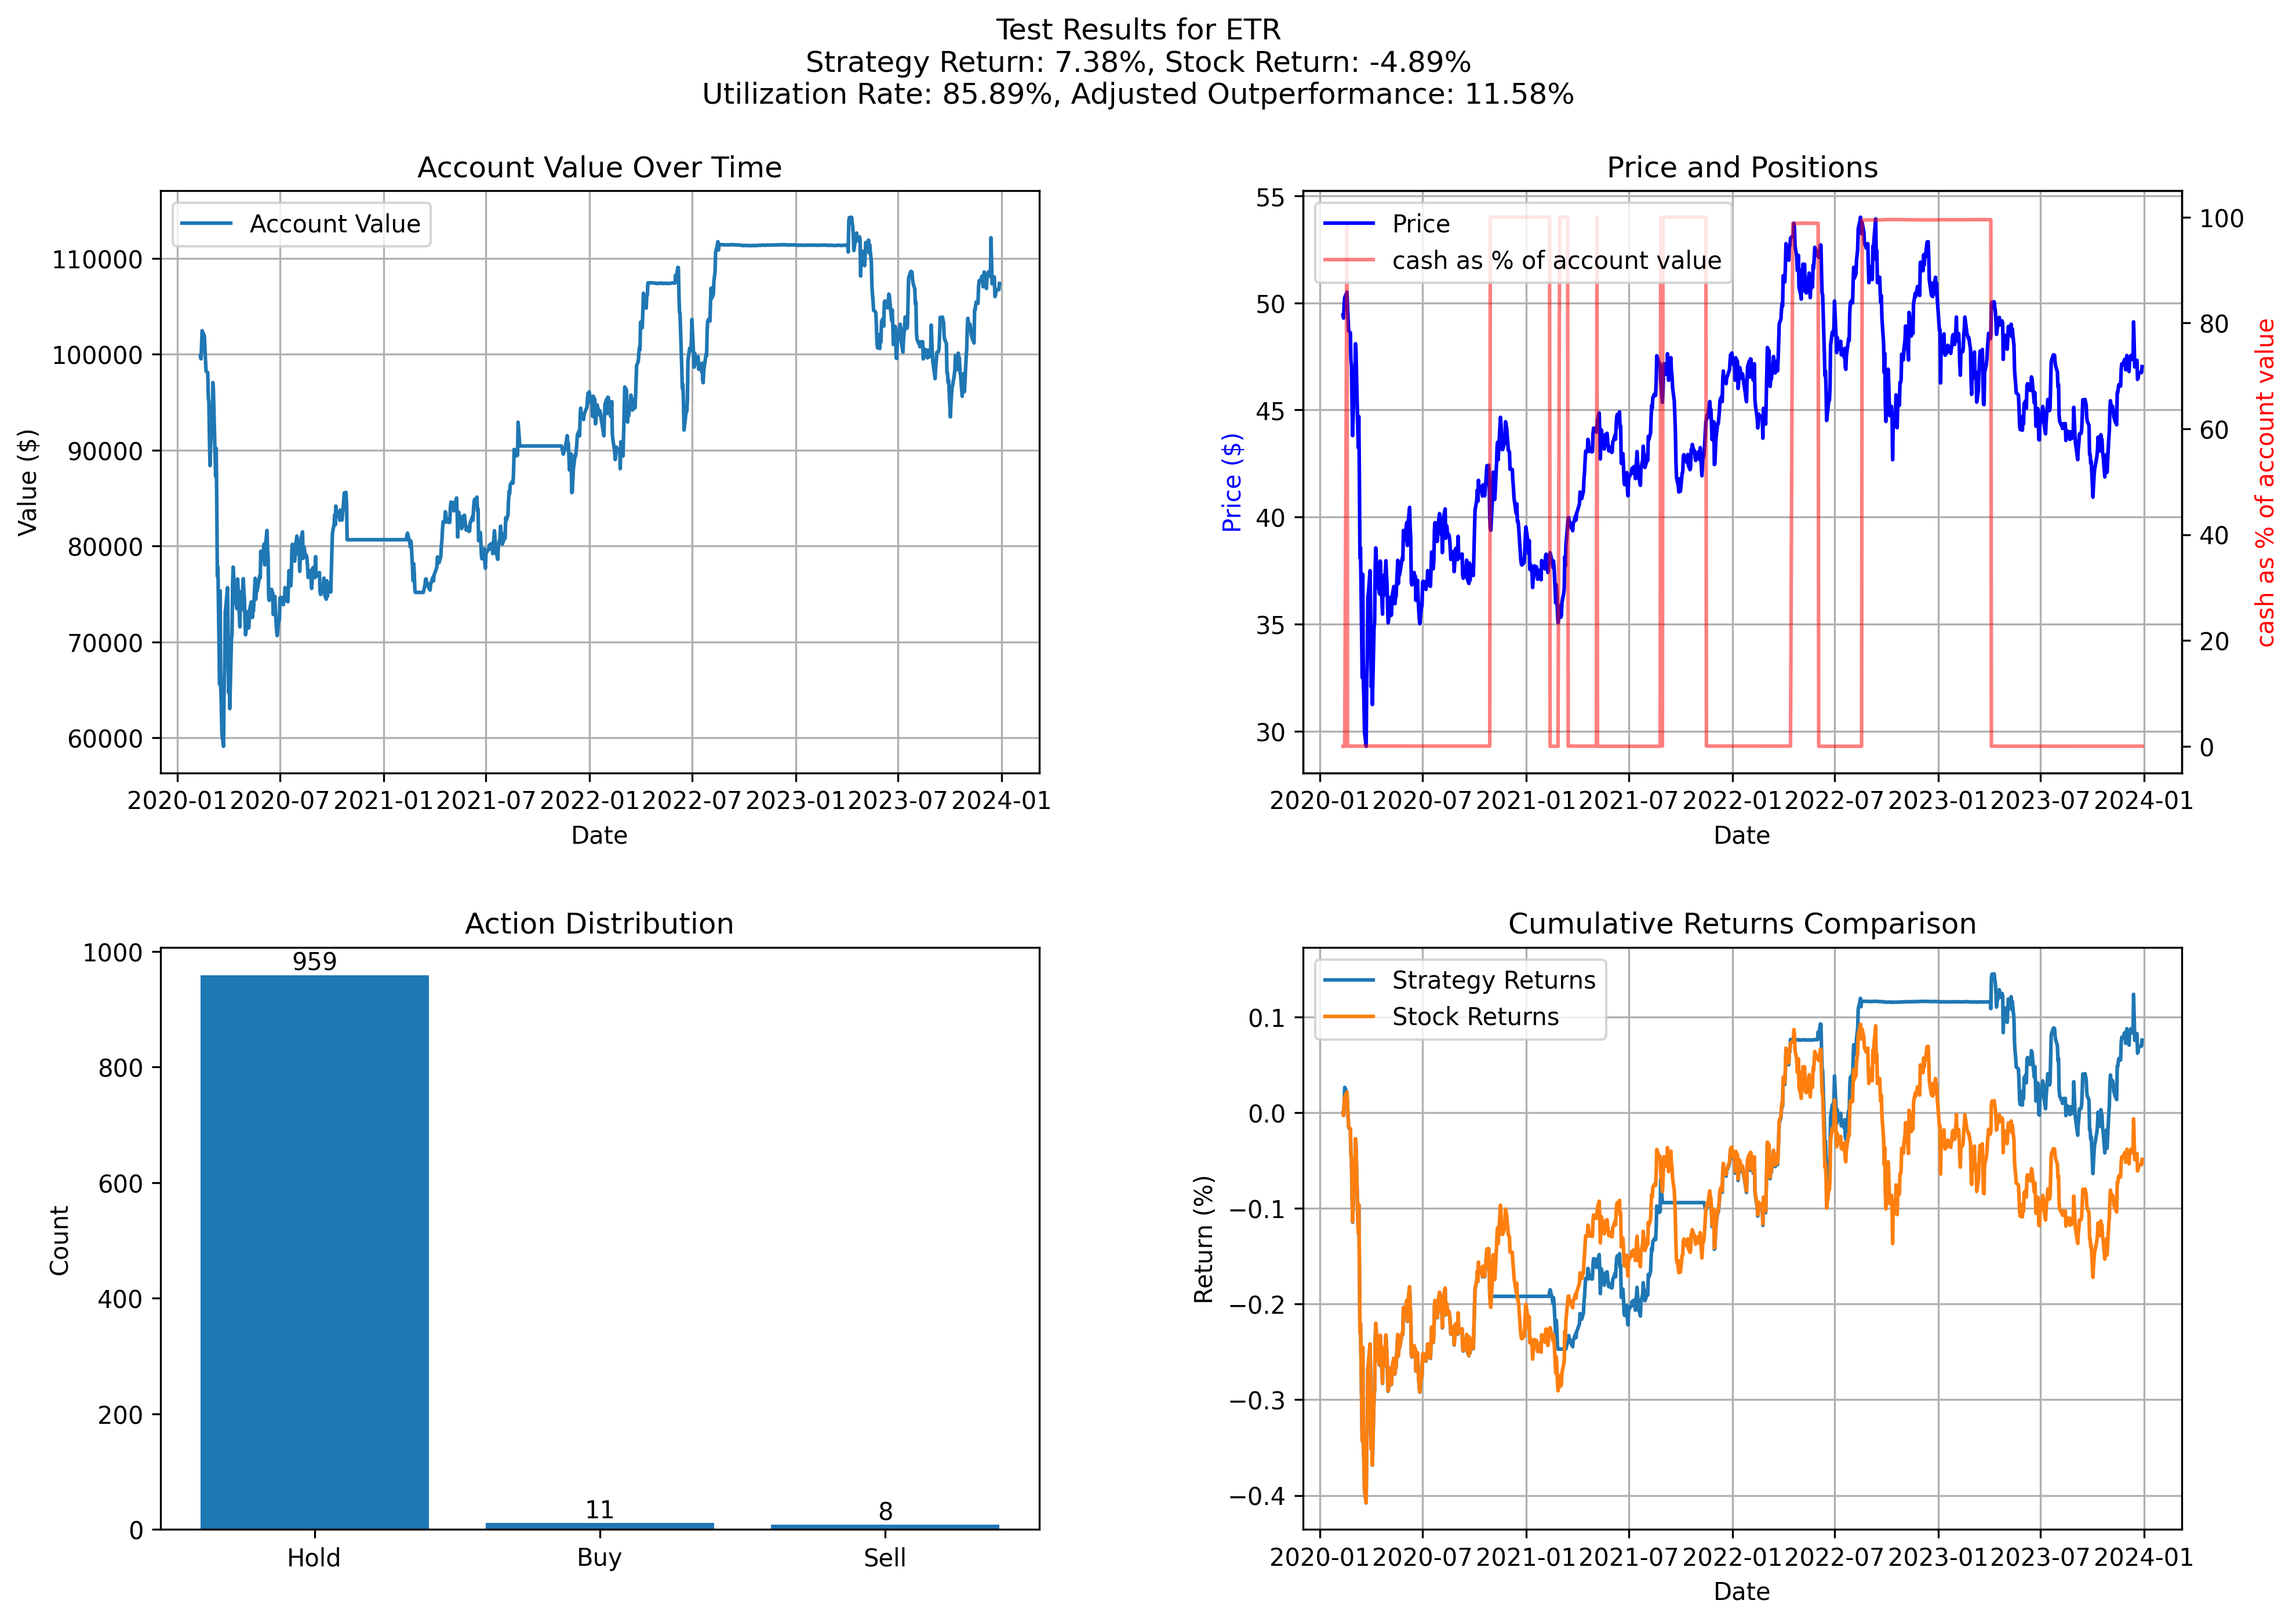 Test Results for ETR
Strategy Return: 7.38%, Stock Return: -4.89%
Utilization Rate: 85.89%, Adjusted Outperformance: 11.58%
Account Value Over Time
Account Value
Value ($)
110000
100000
90000
80000
70000
60000
2020-01
2020-07
2021-01
2021-07
2022-01
2022-07
2023-01
2023-07
2024-01
Date
Price and Positions
Price
cash as % of account value
Price ($)
55
50
45
40
35
30
100
80
60
40
20
0
cash as % of account value
2020-01
2020-07
2021-01
2021-07
2022-01
2022-07
2023-01
2023-07
2024-01
Date
Action Distribution
Count
1000
800
600
400
200
0
959
11
8
Hold
Buy
Sell
Cumulative Returns Comparison
Strategy Returns
Stock Returns
Return (%)
0.1
0.0
−0.1
−0.2
−0.3
−0.4
2020-01
2020-07
2021-01
2021-07
2022-01
2022-07
2023-01
2023-07
2024-01
Date